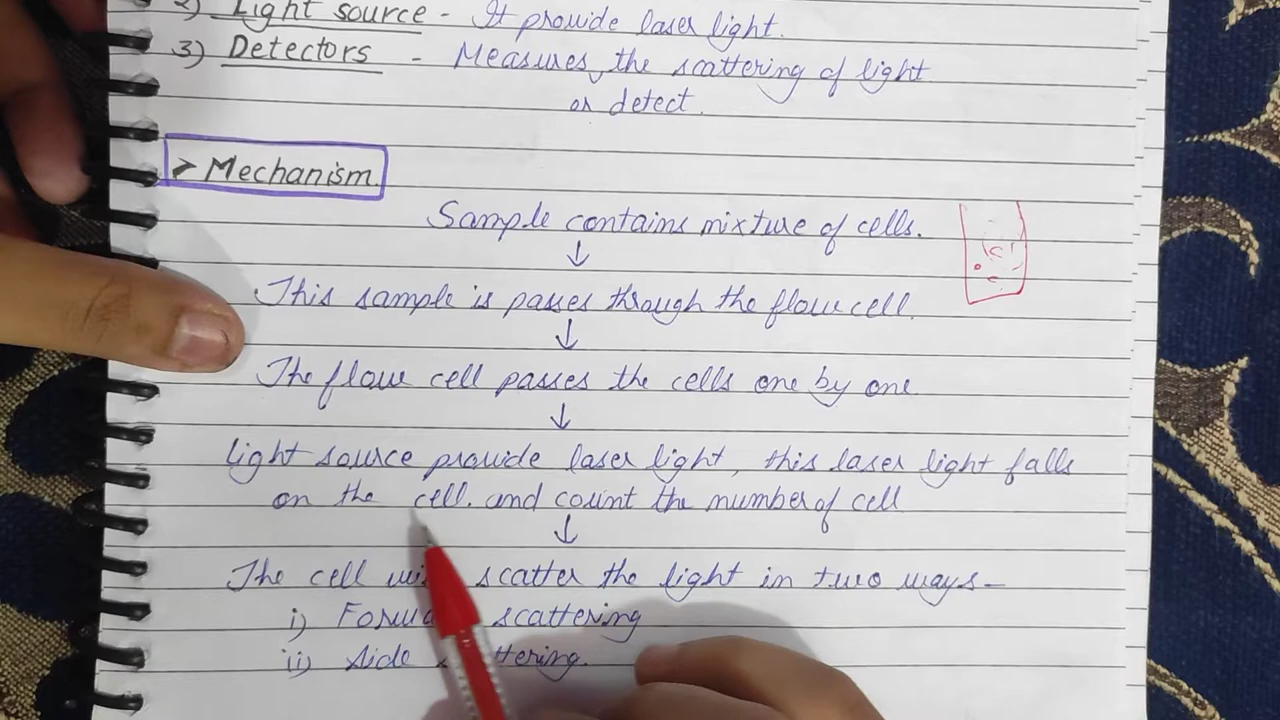 2) Light source - It provide laser light.
3) Detectors - Measures the scattering of light
or detect.
➢ Mechanism.
Sample contains mixture of cells.
↓
This sample is passes through the flow cell.
↓
The flow cell passes the cells one by one.
↓
Light source provide laser light, this laser light falls
on the cell. and count the number of cell
↓
The cell scatter the light in two ways-
i) scattering
ii) side